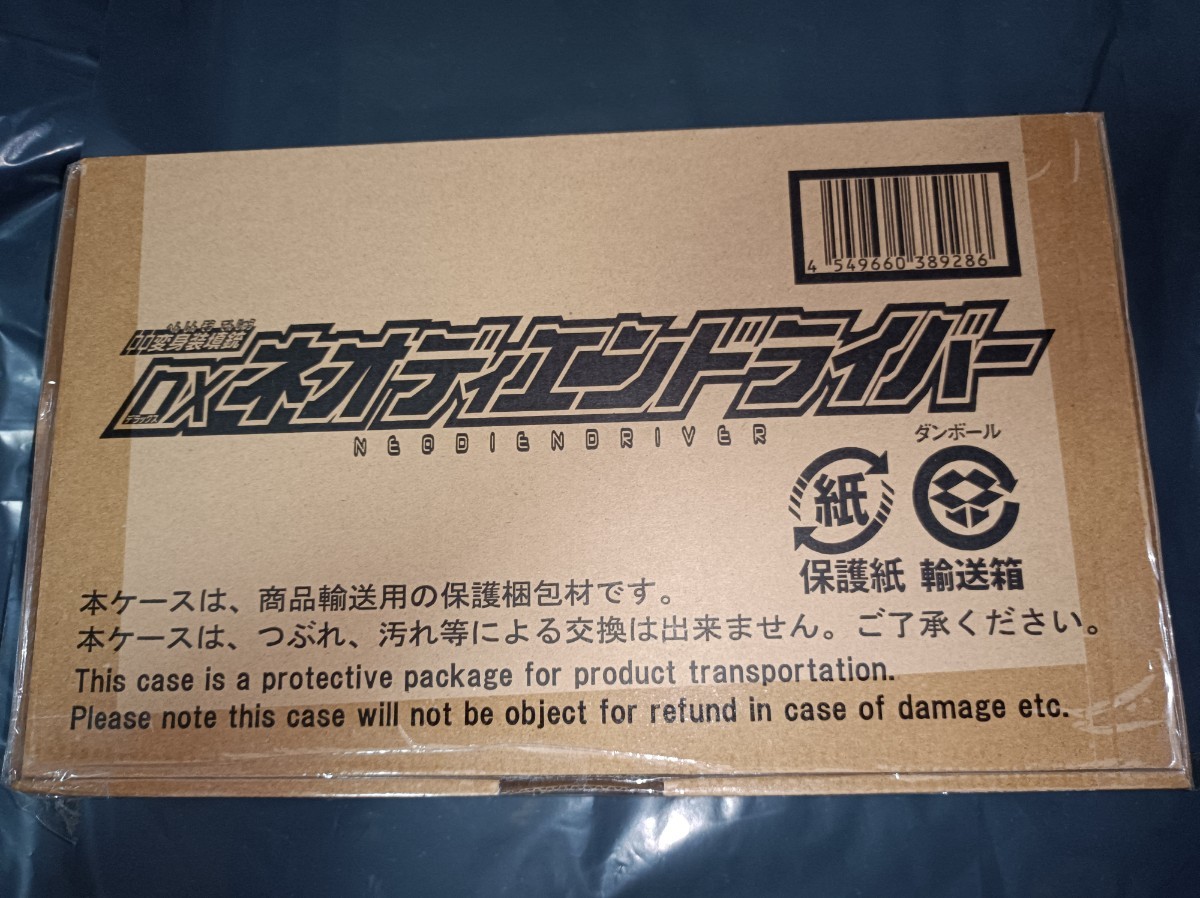 4 549660 389286
変身装填銃
DXネオディエンドライバー
デラックス
NEODIENDRIVER
ダンボール
紙
保護紙 輸送箱
本ケースは、商品輸送用の保護梱包材です。
本ケースは、つぶれ、汚れ等による交換は出来ません。ご了承ください。
This case is a protective package for product transportation.
Please note this case will not be object for refund in case of damage etc.